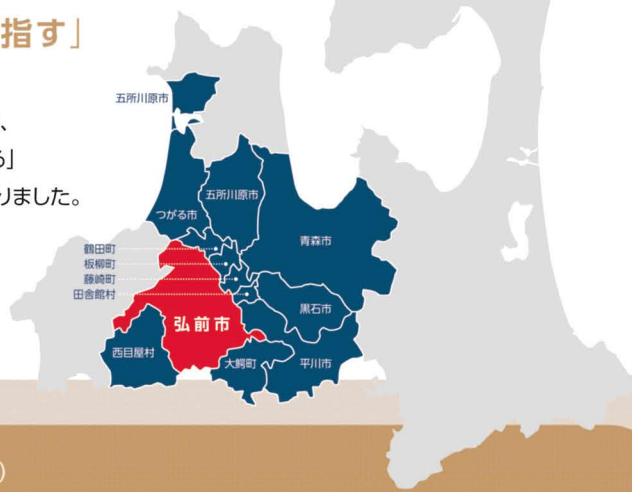 指す」
、
る」
りました。
五所川原市
五所川原市
つがる市
青森市
鶴田町
板柳町
藤崎町
田舎館村
黒石市
弘前市
西目屋村
大鰐町
平川市
)